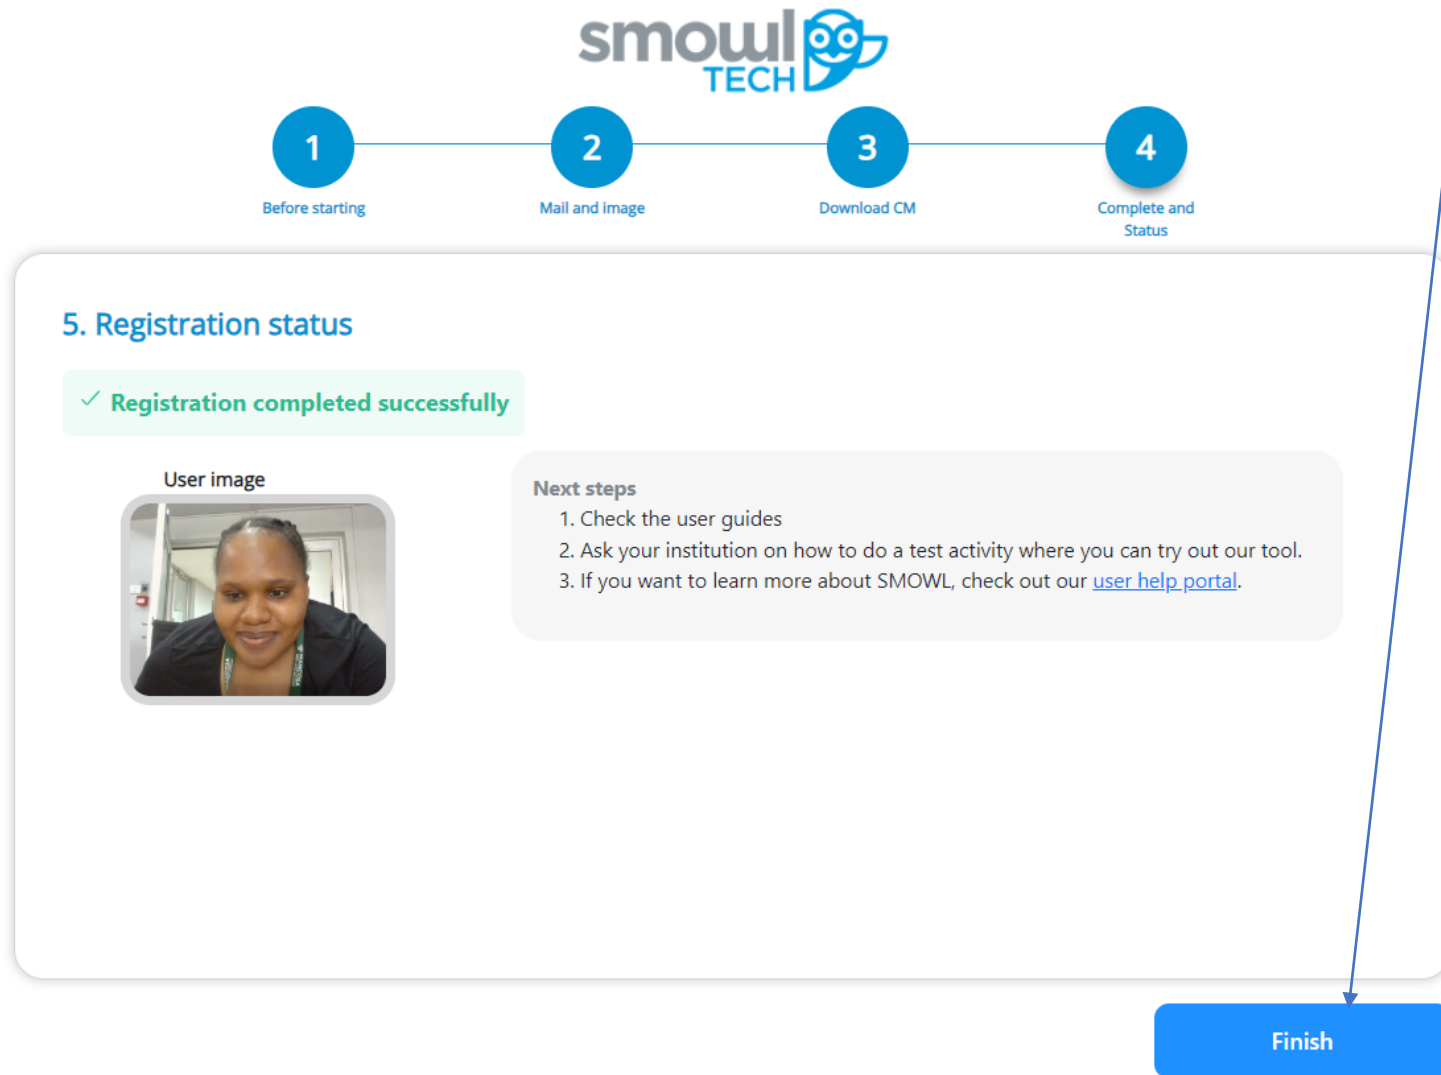 smowl
TECH
1
2
3
4
Before starting
Mail and image
Download CM
Complete and
Status
5. Registration status
Registration completed successfully
User image
Next steps
1. Check the user guides
2. Ask your institution on how to do a test activity where you can try out our tool.
3. If you want to learn more about SMOWL, check out our user help portal.
Finish